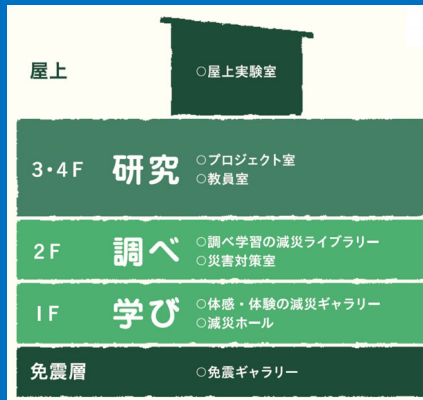 屋上
○屋上実験室
3・4F 研究
○プロジェクト室
○教員室
2F 調べ
○調べ学習の減災ライブラリー
○災害対策室
1F 学び
○体感・体験の減災ギャラリー
○減災ホール
免震層
○免震ギャラリー